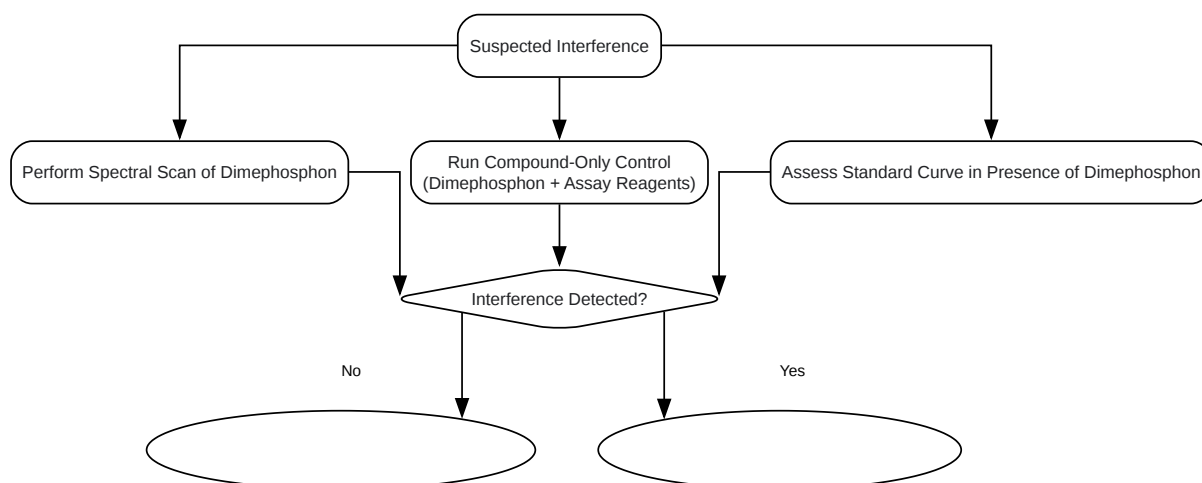 Suspected Interference
Perform Spectral Scan of Dimephosphon
Run Compound-Only Control
(Dimephosphon + Assay Reagents)
Assess Standard Curve in Presence of Dimephosphon
Interference Detected?
No
Yes